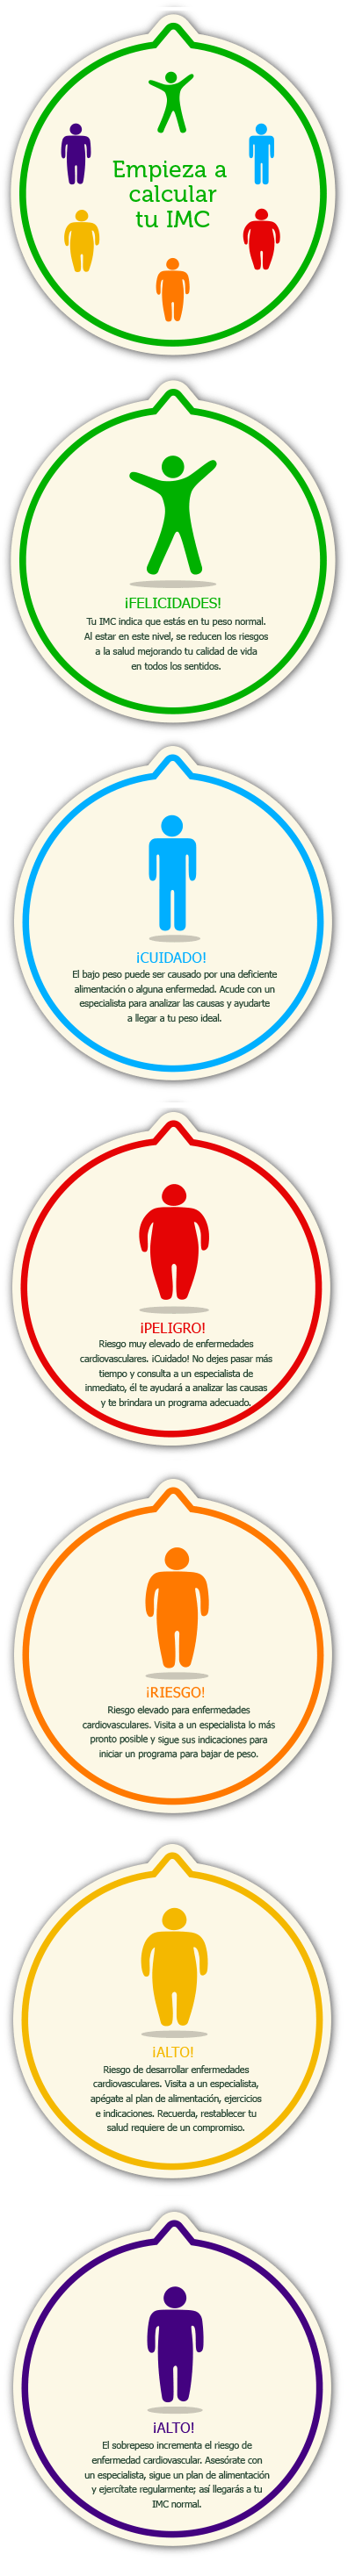 Empieza a
calcular
tu IMC
¡FELICIDADES!
Tu IMC indica que estás en tu peso normal.
Al estar en este nivel, se reducen los riesgos
a la salud mejorando tu calidad de vida
en todos los sentidos.
¡CUIDADO!
El bajo peso puede ser causado por una deficiente
alimentación o alguna enfermedad. Acude con un
especialista para analizar las causas y ayudarte
a llegar a tu peso ideal.
¡PELIGRO!
Riesgo muy elevado de enfermedades
cardiovasculares. ¡Cuidado! No dejes pasar más
tiempo y consulta a un especialista de
inmediato, él te ayudará a analizar las causas
y te brindara un programa adecuado.
¡RIESGO!
Riesgo elevado para enfermedades
cardiovasculares. Visita a un especialista lo más
pronto posible y sigue sus indicaciones para
iniciar un programa para bajar de peso.
¡ALTO!
Riesgo de desarrollar enfermedades
cardiovasculares. Visita a un especialista,
apégate al plan de alimentación, ejercicios
e indicaciones. Recuerda, restablecer tu
salud requiere de un compromiso.
¡ALTO!
El sobrepeso incrementa el riesgo de
enfermedad cardiovascular. Asesórate con
un especialista, sigue un plan de alimentación
y ejercítate regularmente; así llegarás a tu
IMC normal.